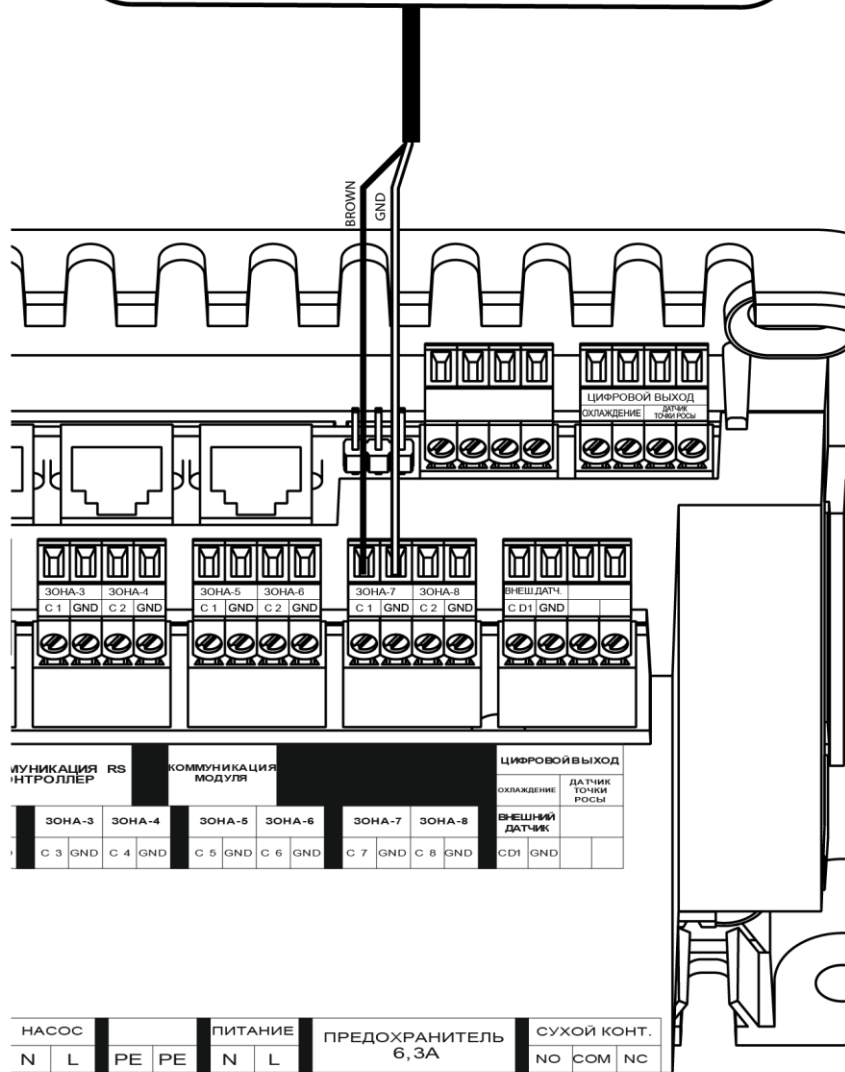 BROWN
GND
ЦИФРОВОЙ ВЫХОД
ОХЛАЖДЕНИЕ ДАТЧИК ТОЧКИ РОСЫ
ЗОНА-3 ЗОНА-4 ЗОНА-5 ЗОНА-6 ЗОНА-7 ЗОНА-8 ВНЕШ.ДАТЧ.
C 1 GND C 2 GND C 1 GND C 2 GND C 1 GND C 2 GND C D1 GND
МУНИКАЦИЯ RS
НТРОЛЛЕР
КОММУНИКАЦИЯ
МОДУЛЯ
ЦИФРОВОЙ ВЫХОД
ОХЛАЖДЕНИЕ
ДАТЧИК
ТОЧКИ
РОСЫ
ЗОНА-3 ЗОНА-4 ЗОНА-5 ЗОНА-6 ЗОНА-7 ЗОНА-8 ВНЕШНИЙ
ДАТЧИК
C 3 GND C 4 GND C 5 GND C 6 GND C 7 GND C 8 GND CD1 GND
НАСОС ПИТАНИЕ ПРЕДОХРАНИТЕЛЬ СУХОЙ КОНТ.
N L PE PE N L 6,3А NO COM NC